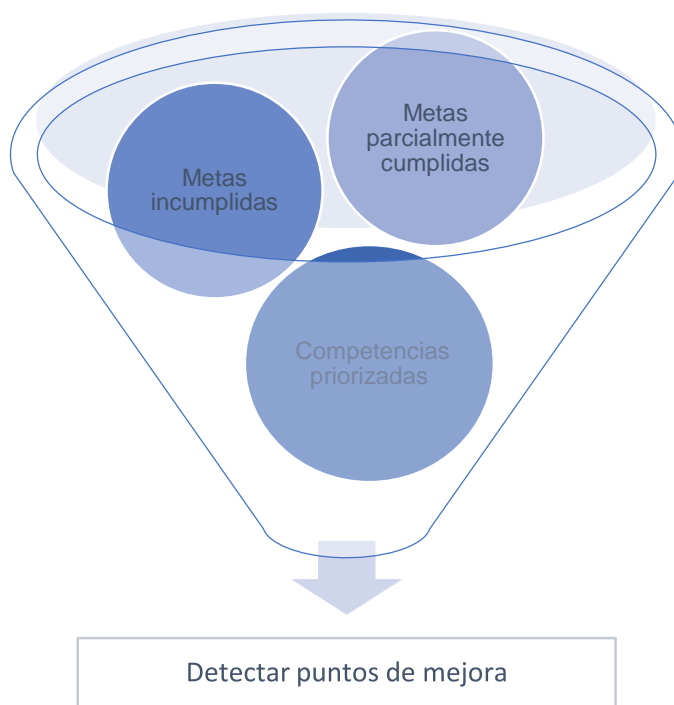 Metas
parcialmente
cumplidas
Metas
incumplidas
Competencias
priorizadas
Detectar puntos de mejora